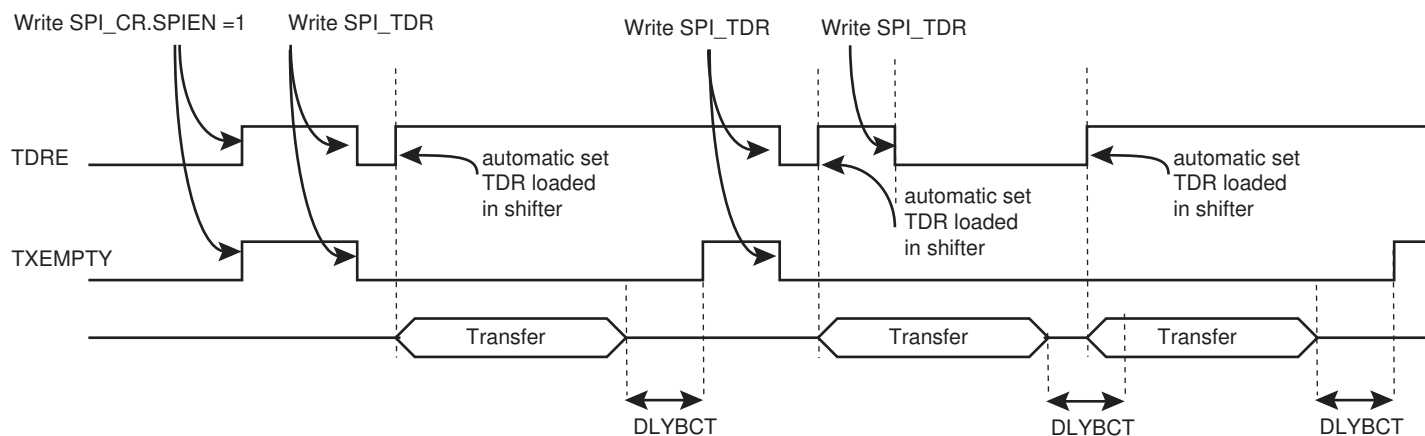 Write SPI_CR.SPIEN =1
Write SPI_TDR
Write SPI_TDR
Write SPI_TDR
TDRE
automatic set
TDR loaded
in shifter
automatic set
TDR loaded
in shifter
automatic set
TDR loaded
in shifter
TXEMPTY
Transfer
Transfer
Transfer
DLYBCT
DLYBCT
DLYBCT